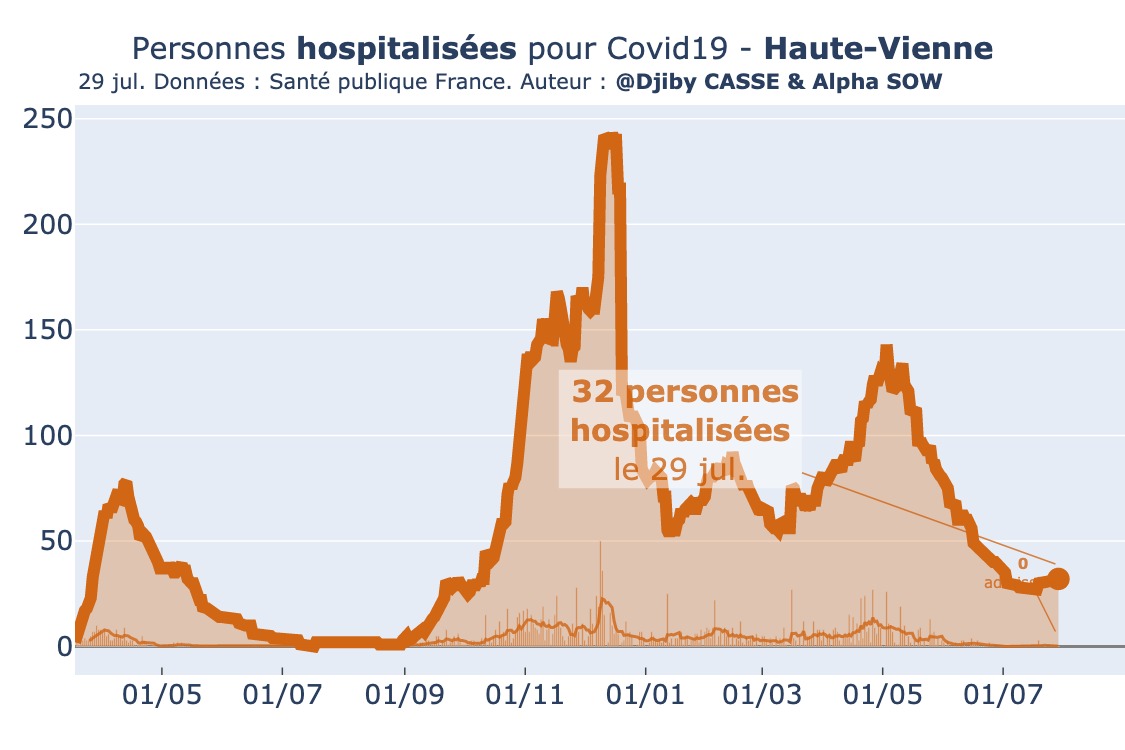 Personnes hospitalisées pour Covid19 - Haute-Vienne
29 jul. Données : Santé publique France. Auteur : @Djiby CASSE & Alpha SOW
250
200
150
100
50
0
32 personnes
hospitalisées
le 29 jul.
0
01/05 01/07 01/09 01/11 01/01 01/03 01/05 01/07